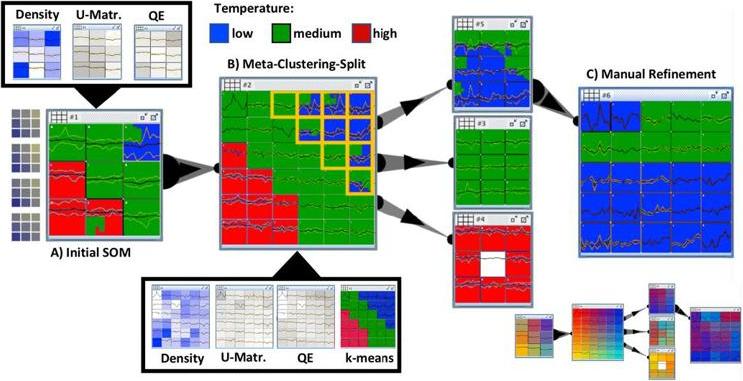 Density U-Matr. QE
Temperature:
low medium high
B) Meta-Clustering-Split
C) Manual Refinement
#1
#2
#5
#3
#4
#6
A) Initial SOM
Density U-Matr. QE k-means